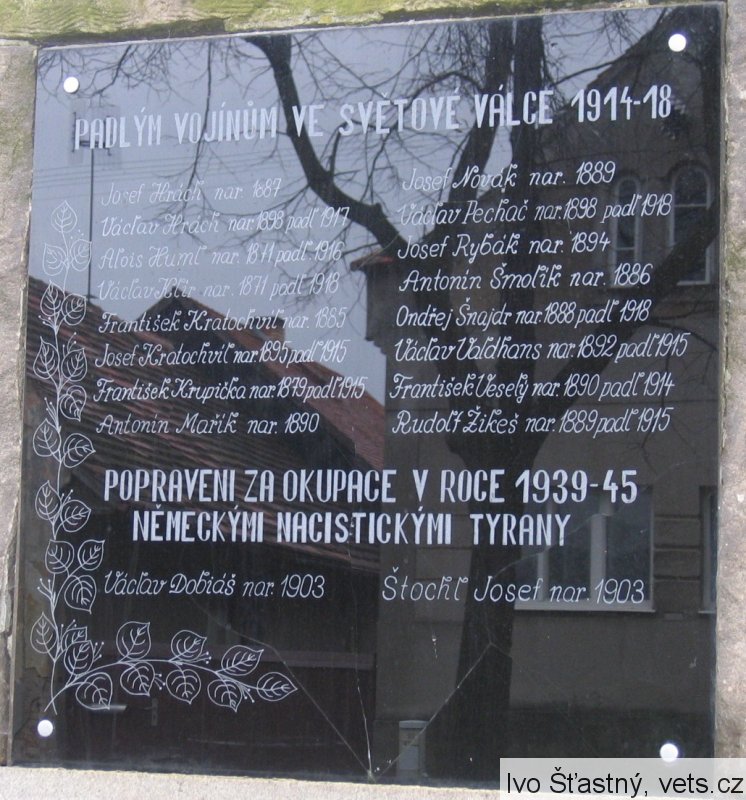 PADLÝM VOJÍNŮM VE SVĚTOVÉ VÁLCE 1914-18
Josef Hrách nar. 1887
Václav Hrách nar. 1898 padl 1917
Alois Huml nar. 1871 padl 1916
Václav Klír nar. 1871 padl 1918
František Kratochvíl nar. 1885
Josef Kratochvíl nar. 1895 padl 1915
František Krupička nar. 1879 padl 1915
Antonín Mařík nar. 1890
Josef Novák nar. 1889
Václav Pechač nar. 1898 padl 1918
Josef Rybák nar. 1894
Antonín Smolík nar. 1886
Ondřej Šnajdr nar. 1888 padl 1918
Václav Valdhans nar. 1892 padl 1915
František Veselý nar. 1890 padl 1914
Rudolf Žikeš nar. 1889 padl 1915
POPRAVENI ZA OKUPACE V ROCE 1939-45
NĚMECKÝMI NACISTICKÝMI TYRANY
Václav Dobiáš nar. 1903
Štochl Josef nar. 1903
Ivo Šťastný, vets.cz